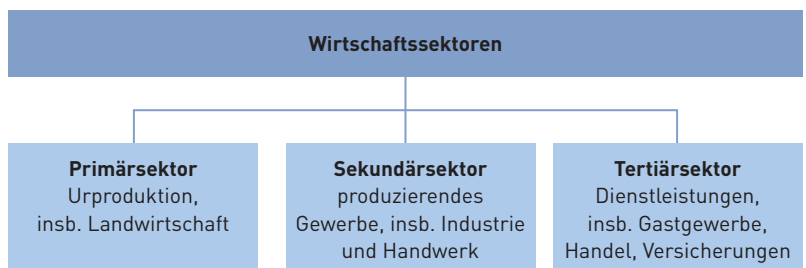 Wirtschaftssektoren
Primärsektor
Urproduktion,
insb. Landwirtschaft
Sekundärsektor
produzierendes
Gewerbe, insb. Industrie
und Handwerk
Tertiärsektor
Dienstleistungen,
insb. Gastgewerbe,
Handel, Versicherungen